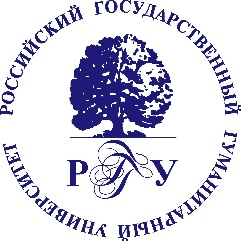 РОССИЙСКИЙ ГОСУДАРСТВЕННЫЙ ГУМАНИТАРНЫЙ УНИВЕРСИТЕТ
РГГУ